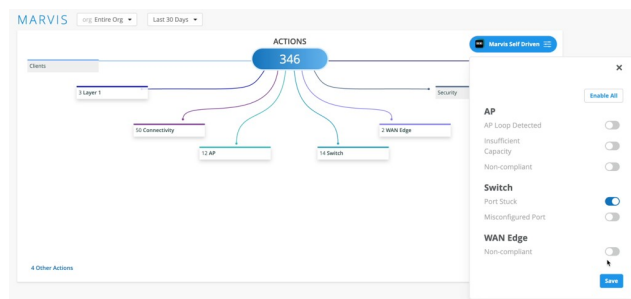 MARVIS
org Entire Org
Last 30 Days
ACTIONS
346
Marvis Self Driven
Clients
3 Layer 1
Security
50 Connectivity
2 WAN Edge
12 AP
14 Switch
4 Other Actions
Enable All
AP
AP Loop Detected
Insufficient
Capacity
Non-compliant
Switch
Port Stuck
Misconfigured Port
WAN Edge
Non-compliant
Save